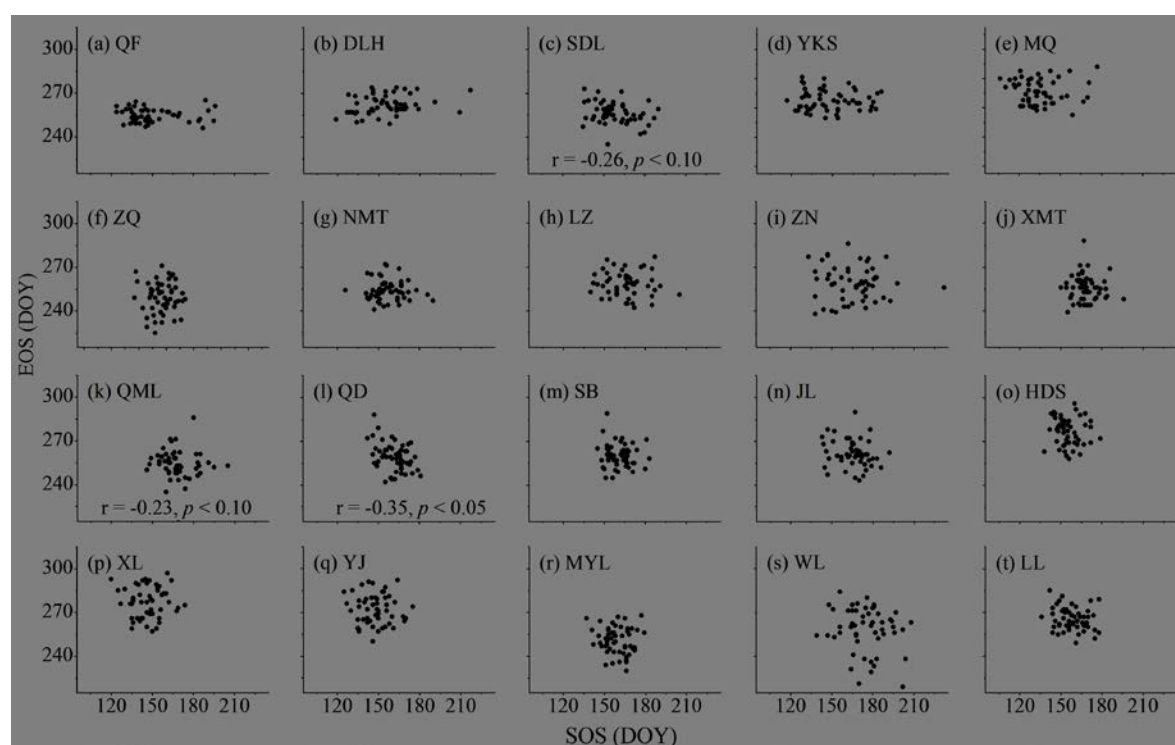 (a) QF
(b) DLH
(c) SDL
(d) YKS
(e) MQ
300
270
240
r = -0.26, p < 0.10
(f) ZQ
(g) NMT
(h) LZ
(i) ZN
(j) XMT
300
270
240
EOS (DOY)
(k) QML
(l) QD
(m) SB
(n) JL
(o) HDS
300
270
240
r = -0.23, p < 0.10
r = -0.35, p < 0.05
(p) XL
(q) YJ
(r) MYL
(s) WL
(t) LL
300
270
240
120 150 180 210
120 150 180 210
120 150 180 210
120 150 180 210
120 150 180 210
SOS (DOY)